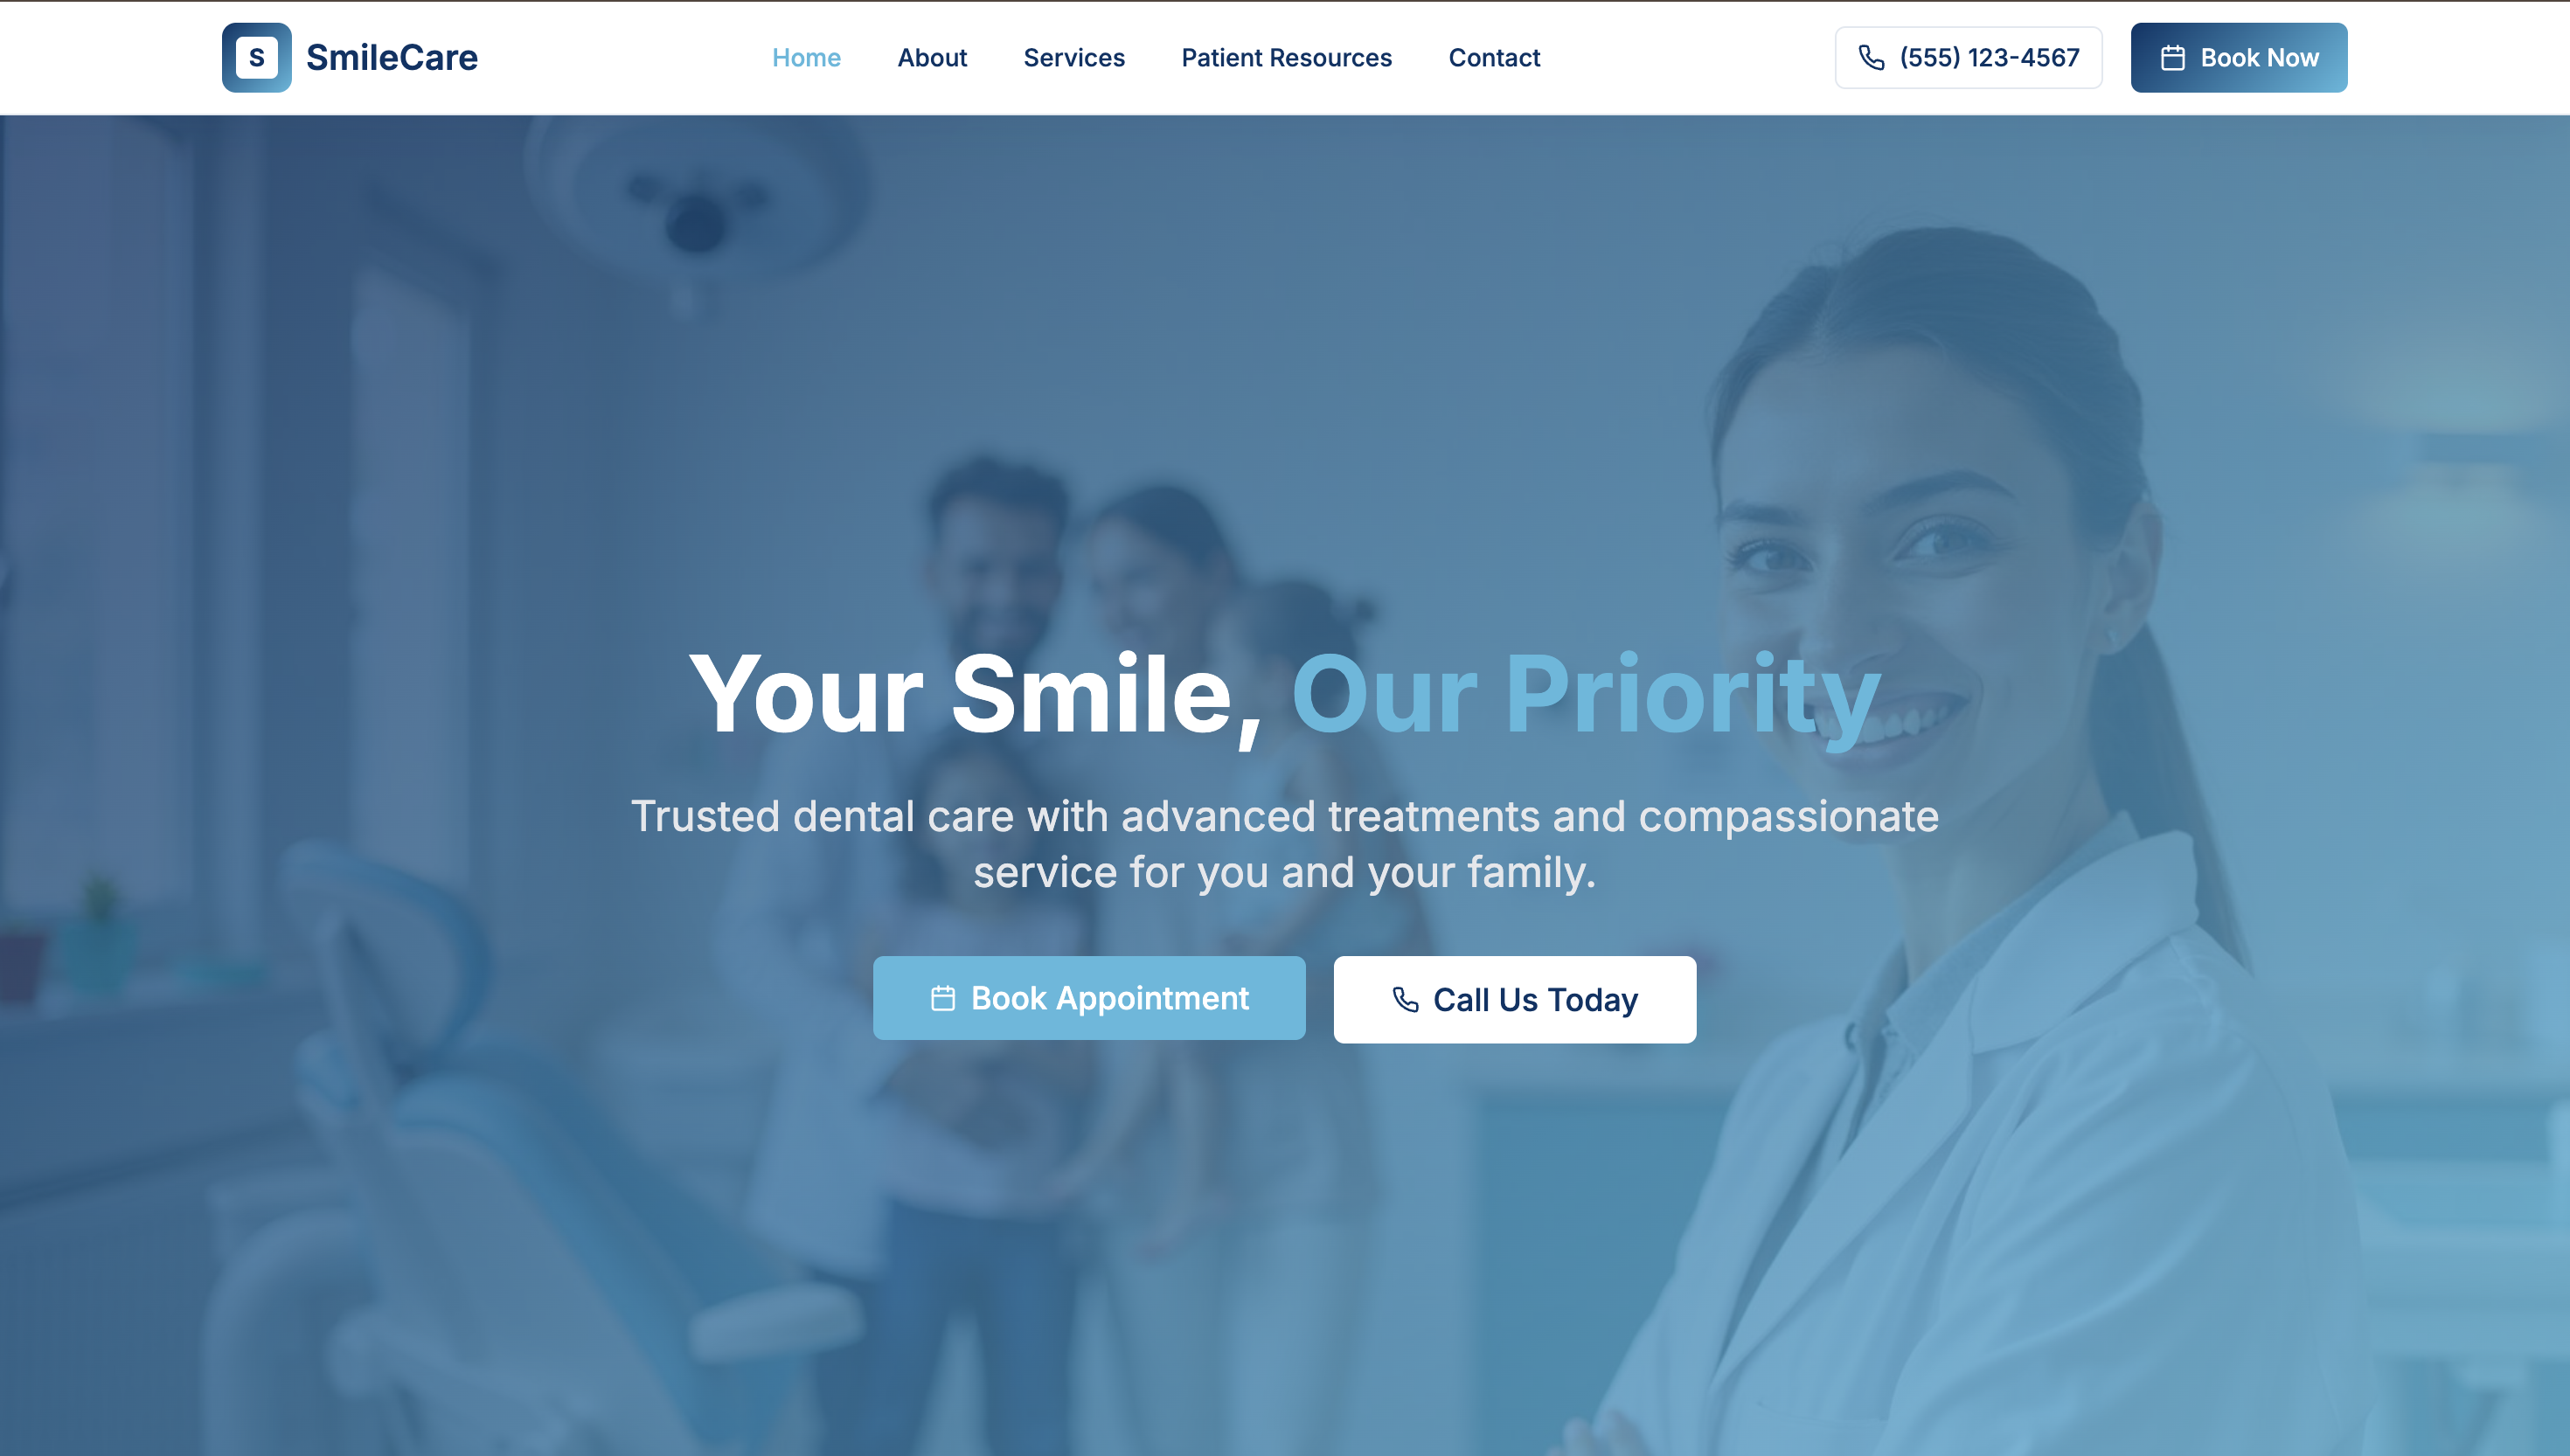 S
SmileCare
Home
About
Services
Patient Resources
Contact
(555) 123-4567
Book Now
Your Smile, Our Priority
Trusted dental care with advanced treatments and compassionate
service for you and your family.
Book Appointment
Call Us Today